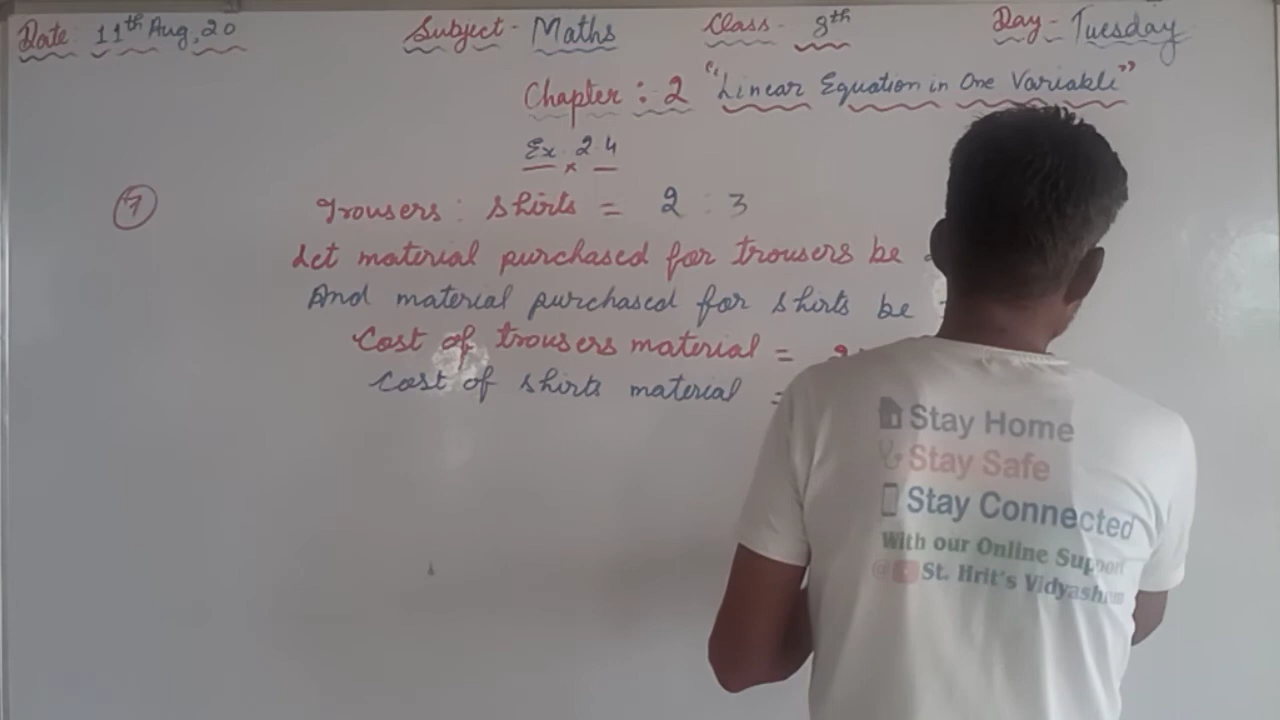 Date: 11th Aug, 20 Subject - Maths Class - 8th Day - Tuesday
Chapter : 2 "Linear Equation in One Variable"
Ex. 2.4
7
Trousers : shirts = 2 : 3
Let material purchased for trousers be
And material purchased for shirts be
Cost of trousers material =
Cost of shirts material =
Stay Home
Stay Safe
Stay Connected
With our Online Support
St. Hrit's